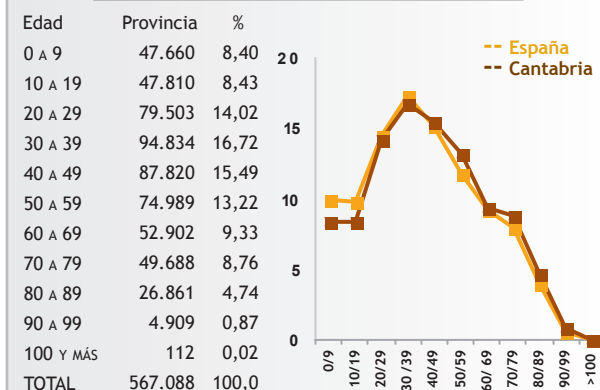 Edad Provincia %
0 A 9 47.660 8,40
10 A 19 47.810 8,43
20 A 29 79.503 14,02
30 A 39 94.834 16,72
40 A 49 87.820 15,49
50 A 59 74.989 13,22
60 A 69 52.902 9,33
70 A 79 49.688 8,76
80 A 89 26.861 4,74
90 A 99 4.909 0,87
100 Y MÁS 112 0,02
TOTAL 567.088 100,0
España
Cantabria
20
15
10
5
0
0/9
10/19
20/29
30 /39
40/49
50/59
60/ 69
70/79
80/89
90/99
>100